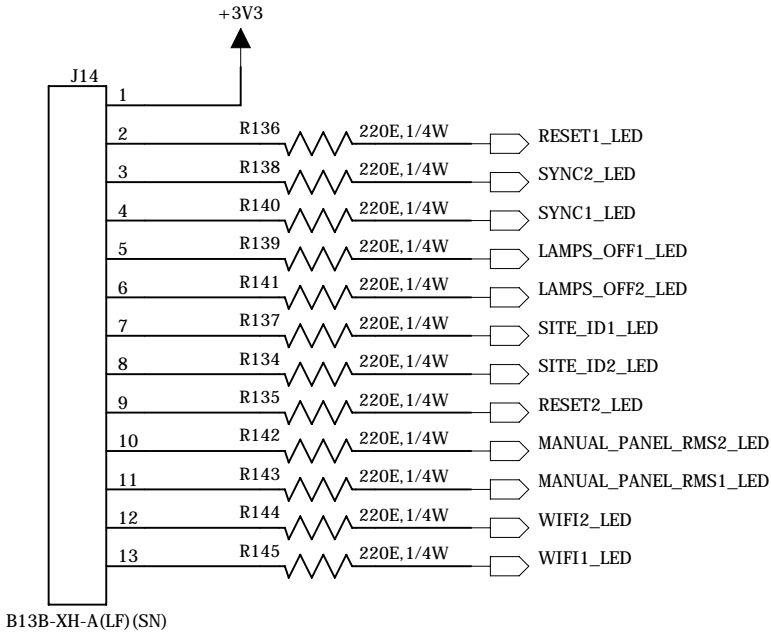 +3V3
J14
1
2 R136 220E,1/4W RESET1_LED
3 R138 220E,1/4W SYNC2_LED
4 R140 220E,1/4W SYNC1_LED
5 R139 220E,1/4W LAMPS_OFF1_LED
6 R141 220E,1/4W LAMPS_OFF2_LED
7 R137 220E,1/4W SITE_ID1_LED
8 R134 220E,1/4W SITE_ID2_LED
9 R135 220E,1/4W RESET2_LED
10 R142 220E,1/4W MANUAL_PANEL_RMS2_LED
11 R143 220E,1/4W MANUAL_PANEL_RMS1_LED
12 R144 220E,1/4W WIFI2_LED
13 R145 220E,1/4W WIFI1_LED
B13B-XH-A(LF)(SN)